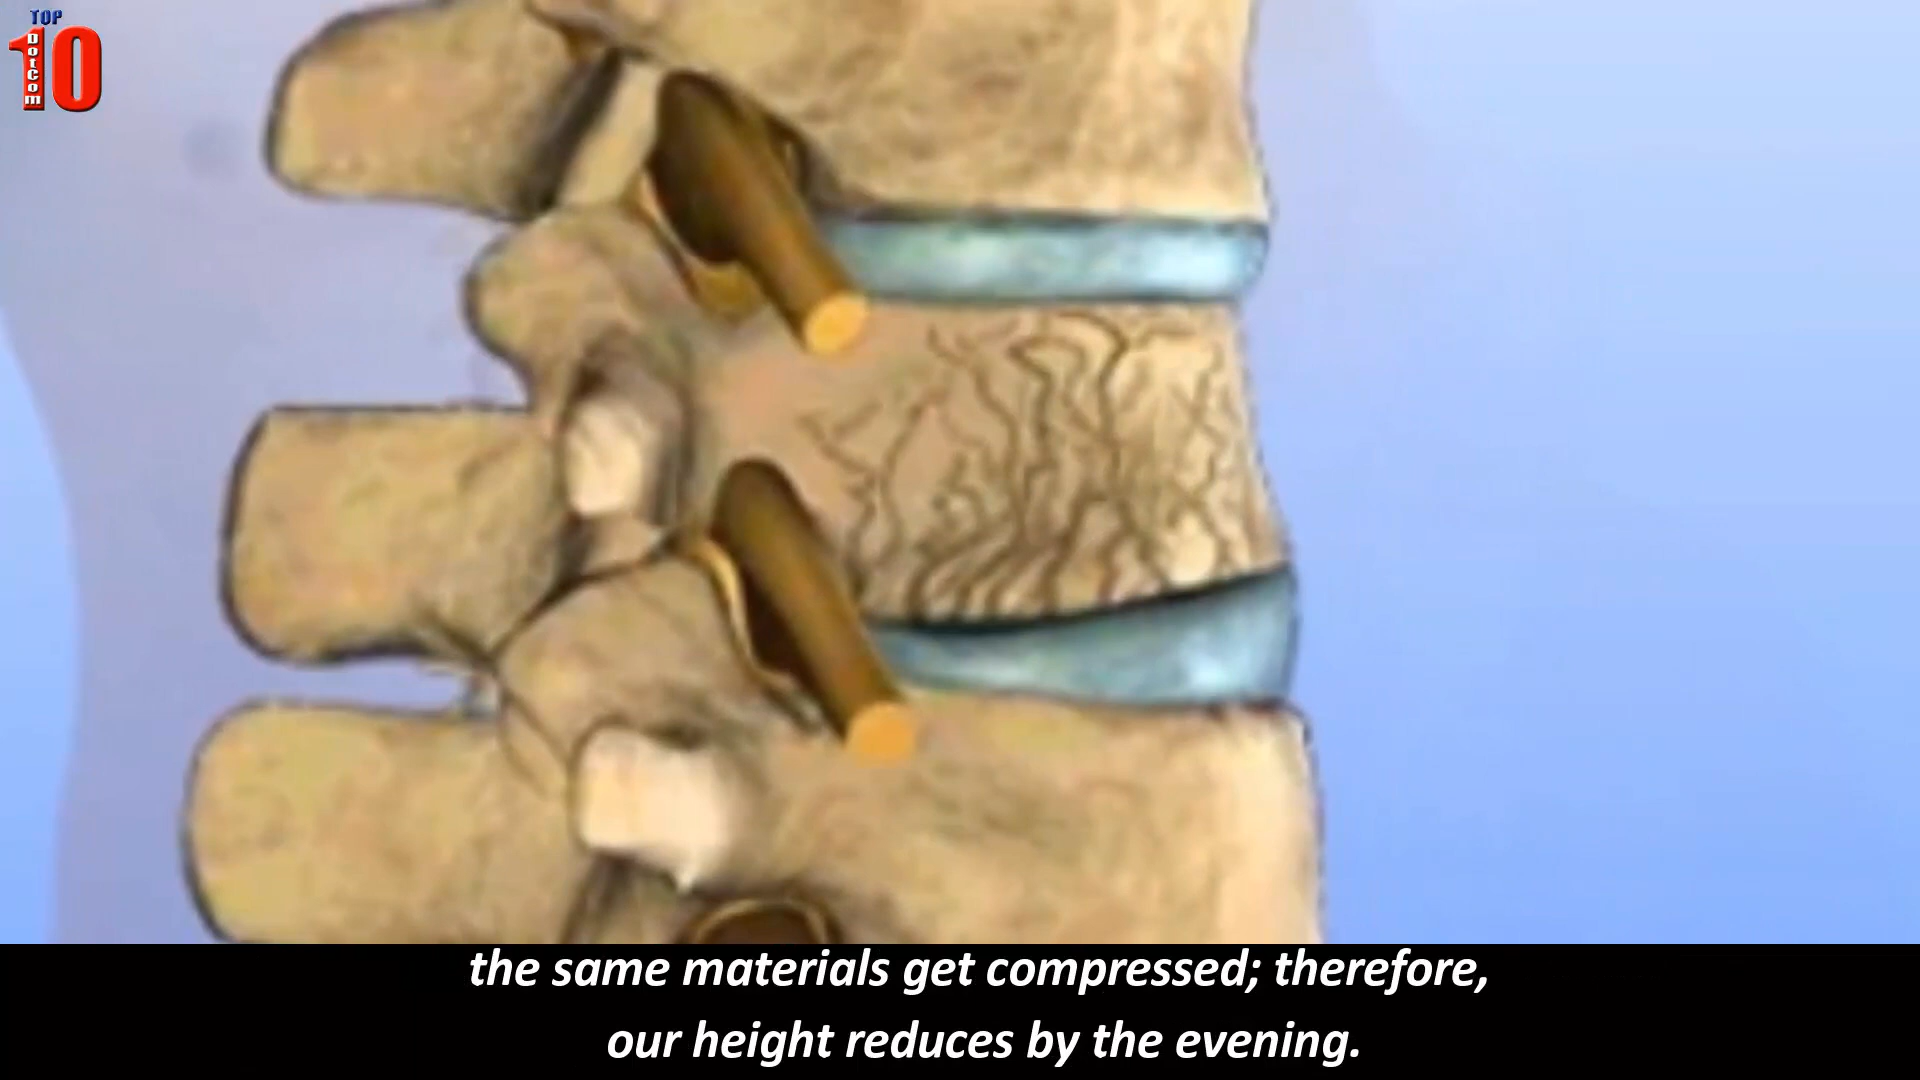 TOP
10
DotCom
the same materials get compressed; therefore,
our height reduces by the evening.